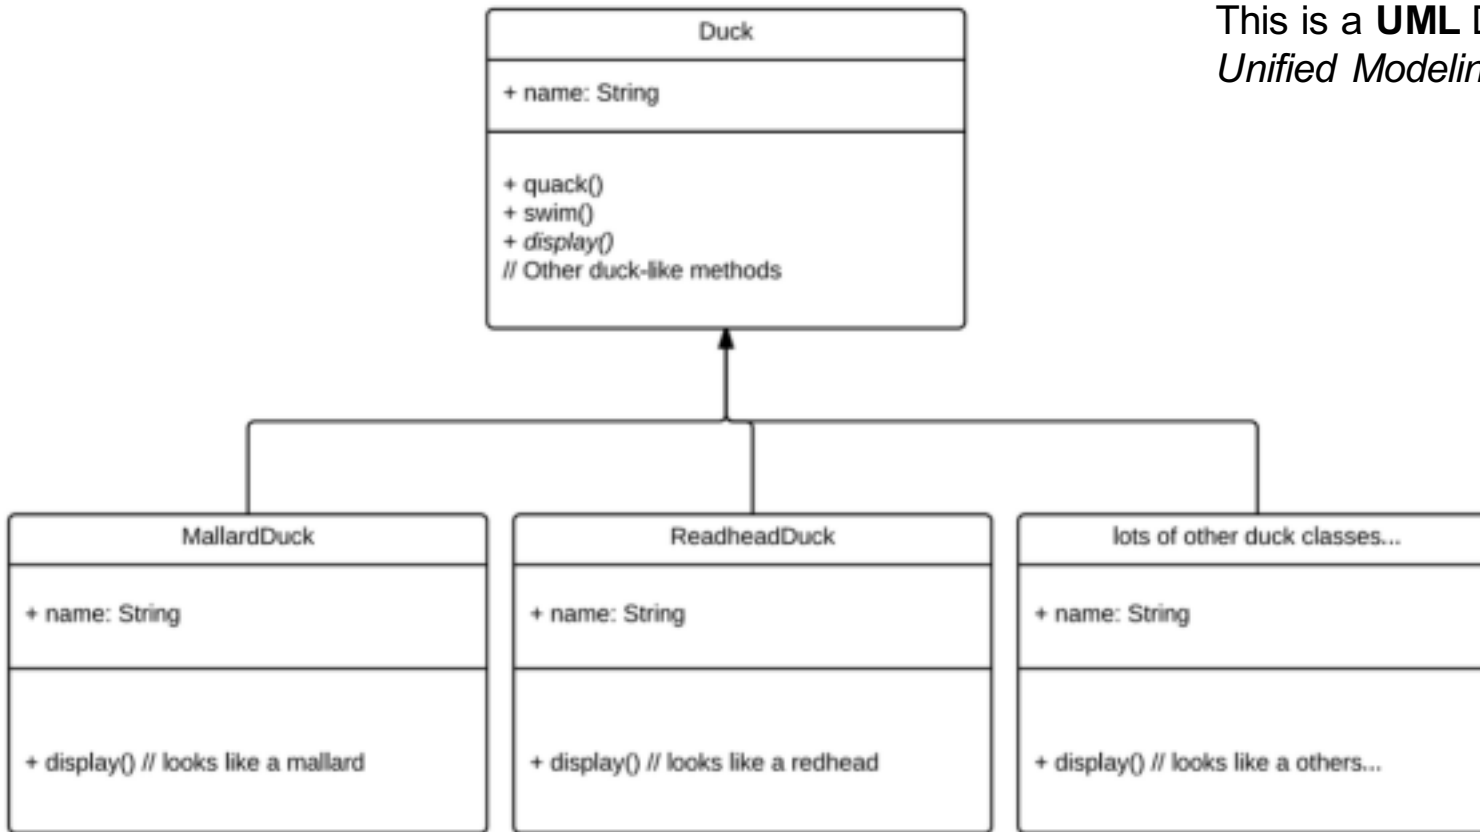 This is a UML
Unified Modelin
Duck
+ name: String
+ quack()
+ swim()
+ display()
// Other duck-like methods
MallardDuck
+ name: String
+ display() // looks like a mallard
ReadheadDuck
+ name: String
+ display() // looks like a redhead
lots of other duck classes...
+ name: String
+ display() // looks like a others...